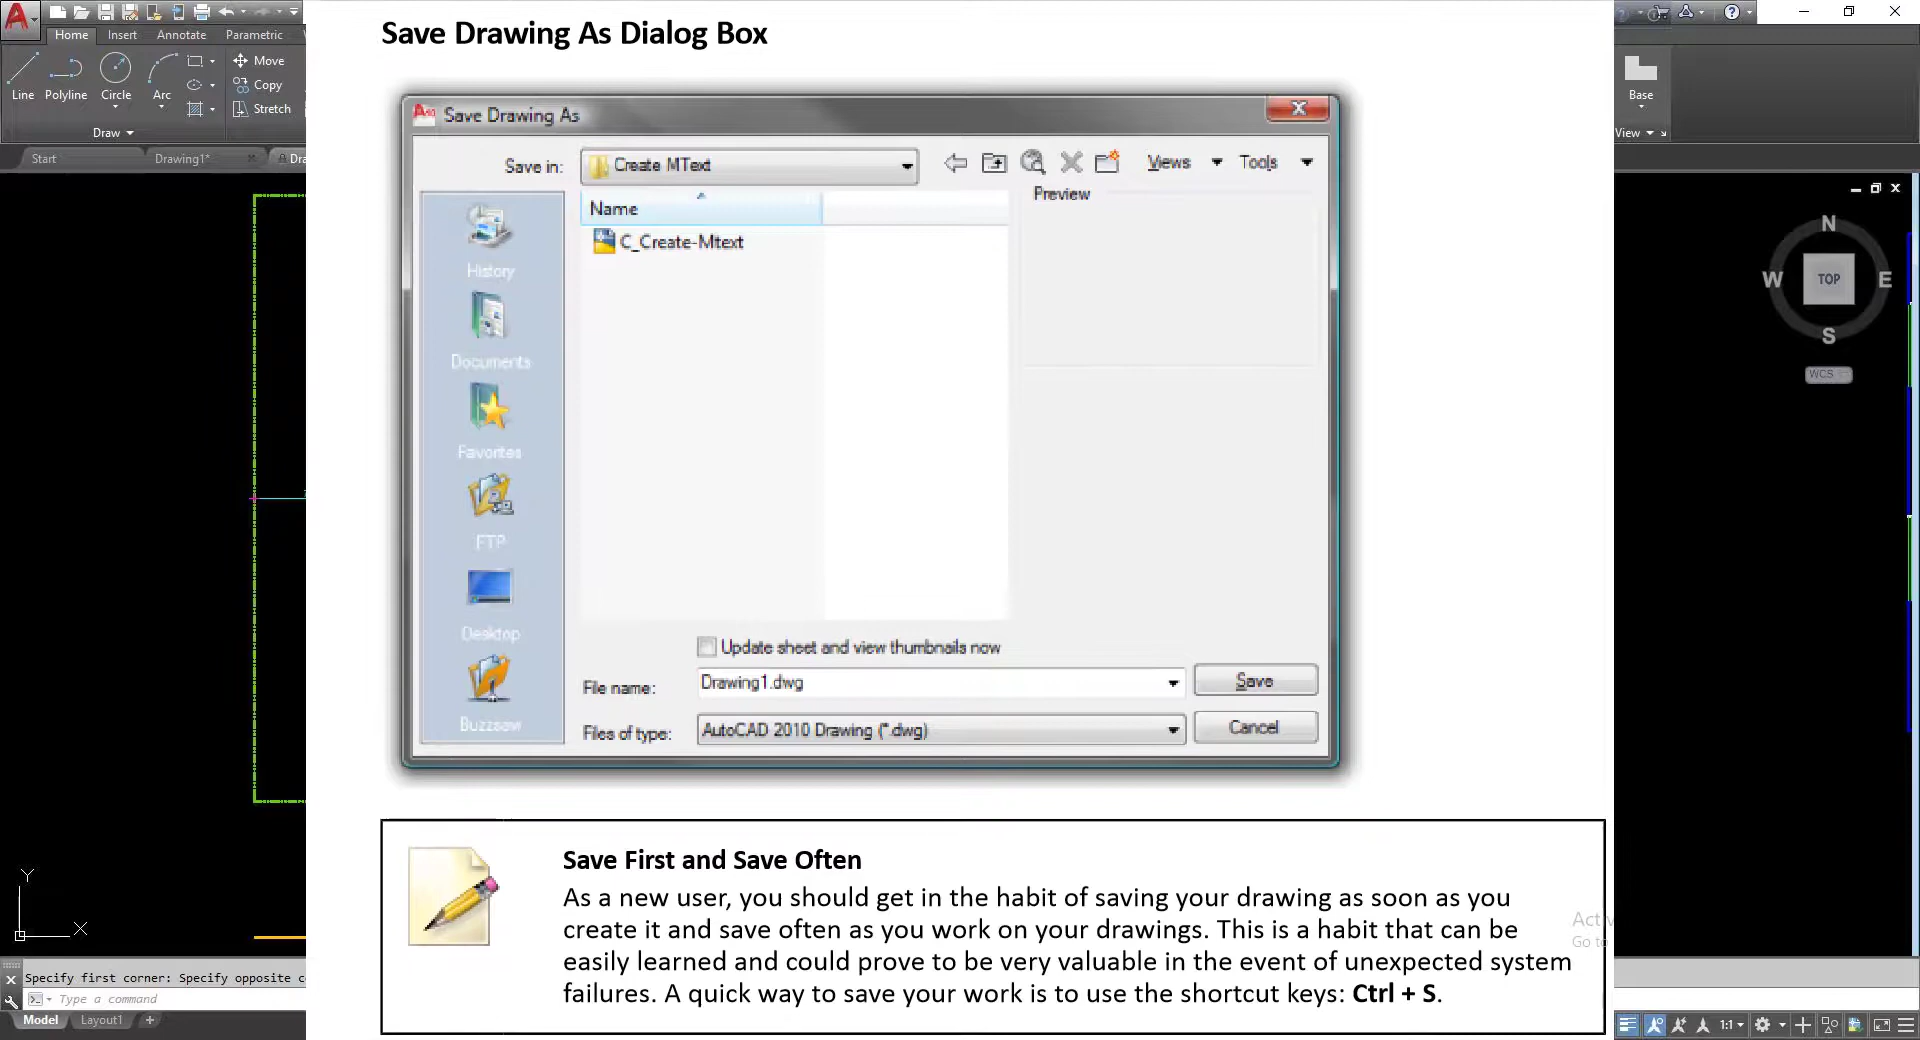 Save Drawing As Dialog Box
Home Insert Annotate Parametric
Line Polyline Circle Arc
Move
Copy
Stretch
Draw
Start Drawing1*
Base
View
Save Drawing As
Save in: Create MText Views Tools
Name
Preview
C_Create-Mtext
History
Documents
Favorites
FTP
Desktop
Buzzsaw
Update sheet and view thumbnails now
File name: Drawing1.dwg Save
Files of type: AutoCAD 2010 Drawing (*.dwg) Cancel
N
W TOP E
S
WCS
Save First and Save Often
As a new user, you should get in the habit of saving your drawing as soon as you
create it and save often as you work on your drawings. This is a habit that can be
easily learned and could prove to be very valuable in the event of unexpected system
failures. A quick way to save your work is to use the shortcut keys: Ctrl + S.
Y
X
Specify first corner: Specify opposite c
Type a command
Model Layout1 +
1:1
Go to